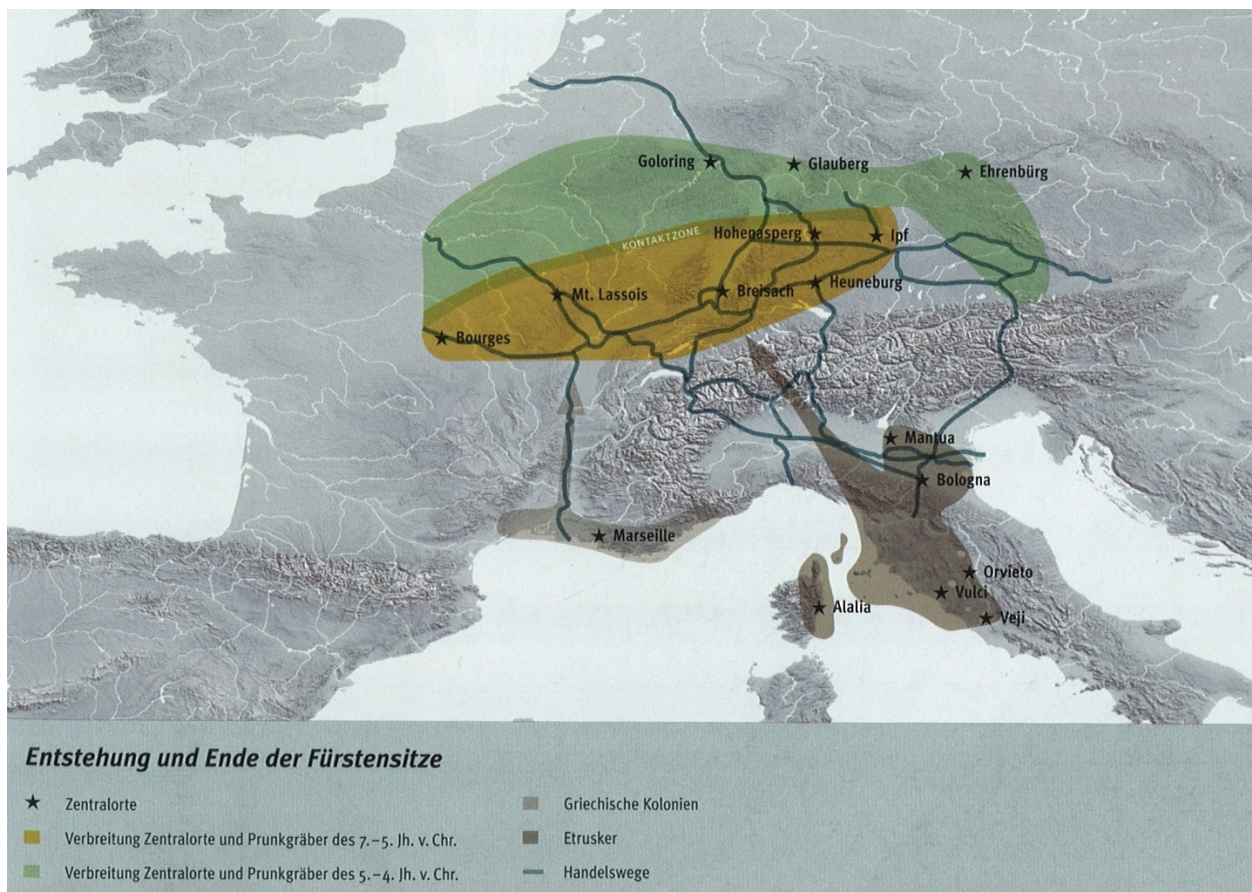 Goloring
Glauberg
Ehrenbürg
KONTAKTZONE
Hohenasperg
Ipf
Mt. Lassois
Breisach
Heuneburg
Bourges
Mantua
Bologna
Marseille
Orvieto
Vulci
Alalia
Veji
Entstehung und Ende der Fürstensitze
Zentralorte
Verbreitung Zentralorte und Prunkgräber des 7.–5. Jh. v. Chr.
Verbreitung Zentralorte und Prunkgräber des 5.–4. Jh. v. Chr.
Griechische Kolonien
Etrusker
Handelswege